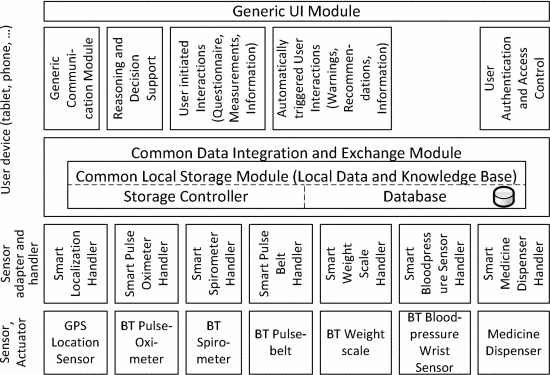 Generic UI Module
User device (tablet, phone, ...)
Generic
Communi-
cation Module
Reasoning and
Decision
Support
User initiated
Interactions
(Questionnaire,
Measurements,
Information)
Automatically
triggered User
Interactions
(Warnings,
Recommen-
dations,
Information)
User
Authentication
and Access
Control
Common Data Integration and Exchange Module
Common Local Storage Module (Local Data and Knowledge Base)
Storage Controller
Database
Sensor
adapter and
handler
Smart
Localization
Handler
Smart Pulse
Oximeter
Handler
Smart
Spirometer
Handler
Smart Pulse
Belt
Handler
Smart
Weight
Scale
Handler
Smart
Bloodpress
ure Sensor
Handler
Smart
Medicine
Dispenser
Handler
Sensor,
Actuator
GPS
Location
Sensor
BT Pulse-
Oxi-
meter
BT
Spiro-
meter
BT Pulse-
belt
BT Weight
scale
BT Blood-
pressure
Wrist
Sensor
Medicine
Dispenser